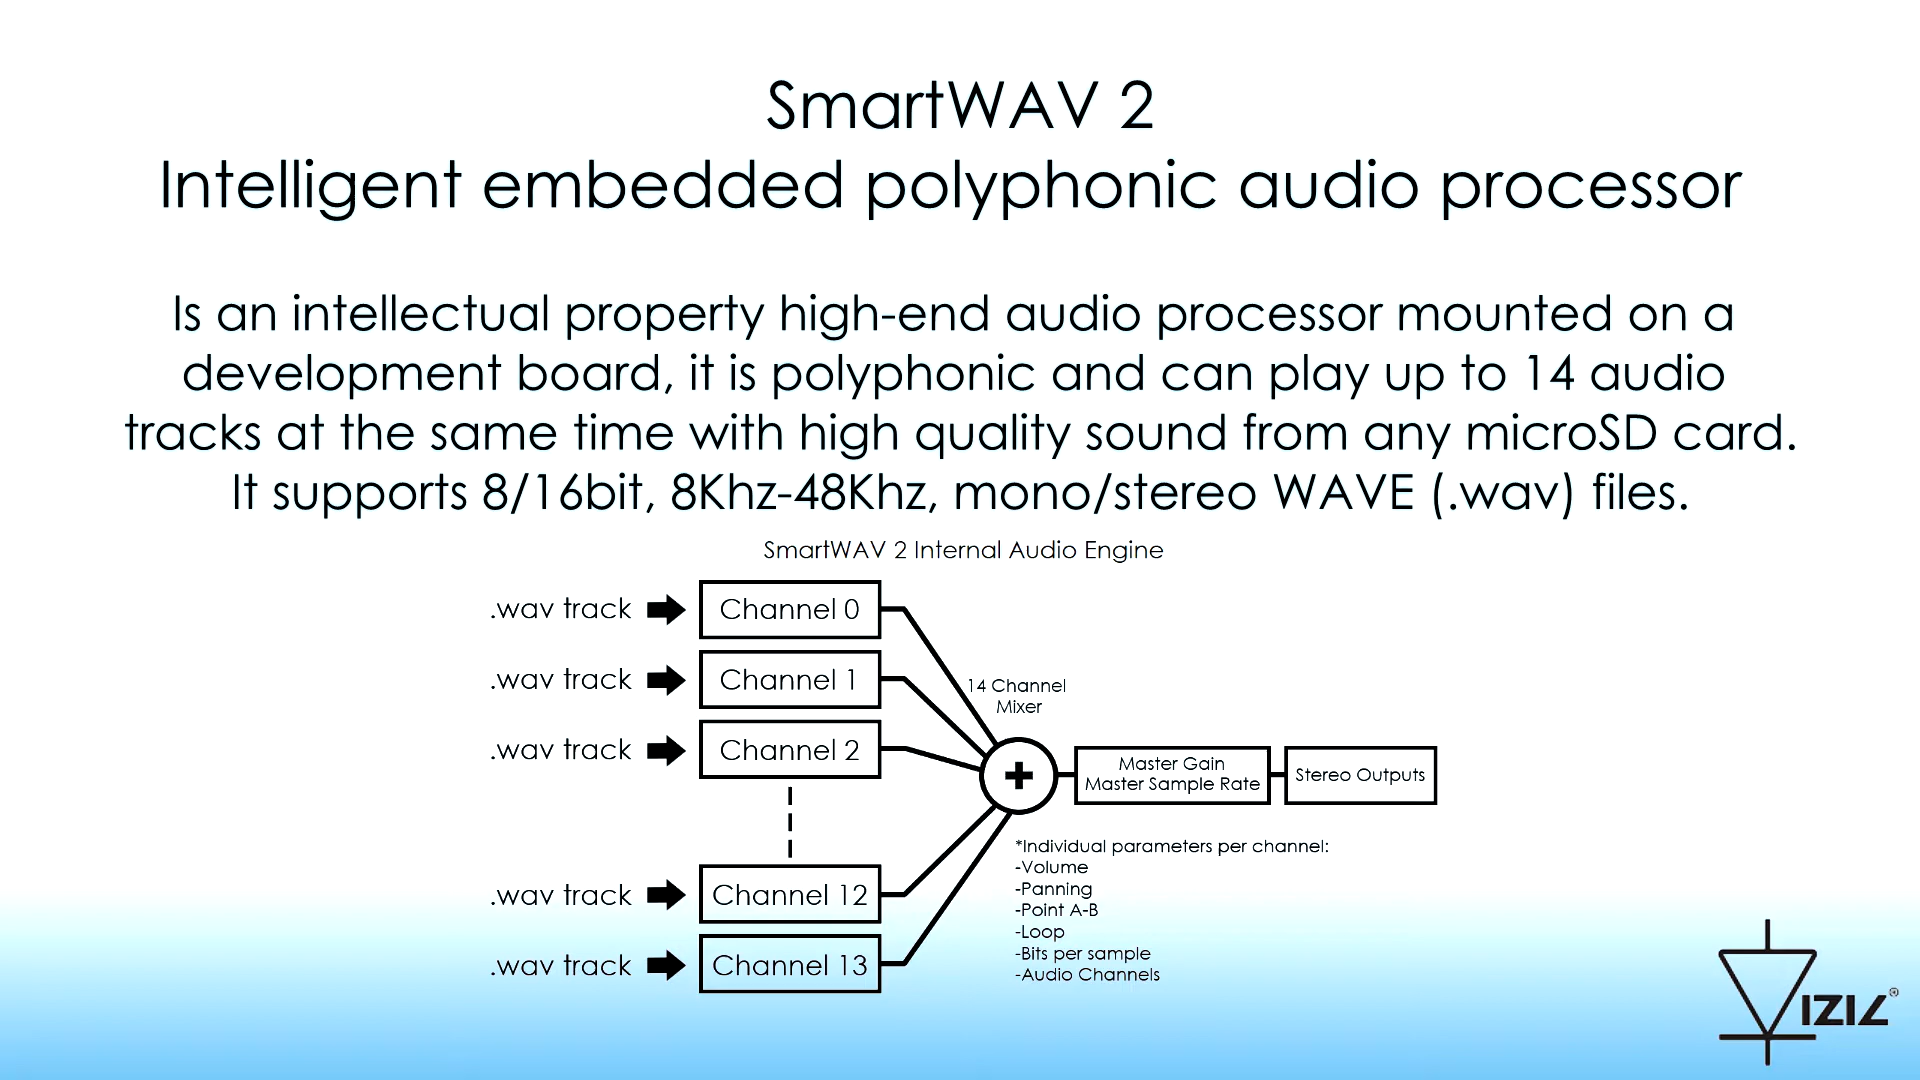 SmartWAV 2
Intelligent embedded polyphonic audio processor
Is an intellectual property high-end audio processor mounted on a
development board, it is polyphonic and can play up to 14 audio
tracks at the same time with high quality sound from any microSD card.
It supports 8/16bit, 8Khz-48Khz, mono/stereo WAVE (.wav) files.
SmartWAV 2 Internal Audio Engine
.wav track
Channel 0
.wav track
Channel 1
.wav track
Channel 2
.wav track
Channel 12
.wav track
Channel 13
14 Channel
Mixer
+
Master Gain
Master Sample Rate
Stereo Outputs
*Individual parameters per channel:
-Volume
-Panning
-Point A-B
-Loop
-Bits per sample
-Audio Channels
VIZIC®